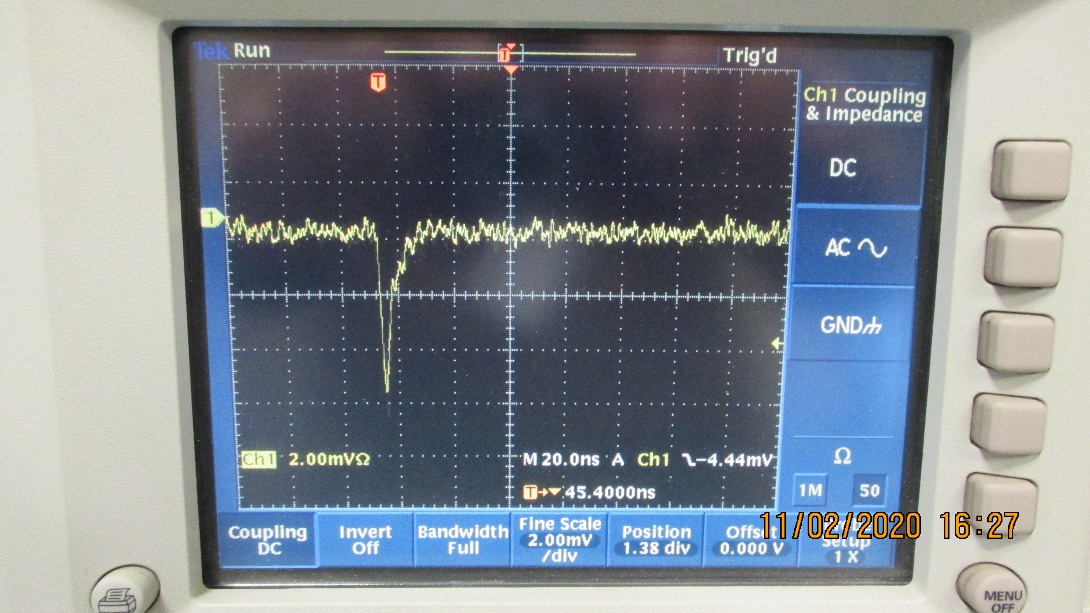 Tek Run
Trig'd
T
T
Ch1 Coupling
& Impedance
DC
AC
GND
1
Ω
1M 50
Ch1 2.00mVΩ
M 20.0ns A Ch1 -4.44mV
T 45.4000ns
Coupling
DC
Invert
Off
Bandwidth
Full
Fine Scale
2.00mV
/div
Position
1.38 div
Offset
0.000 V
Setup
1 X
11/02/2020 16:27
MENU
OFF